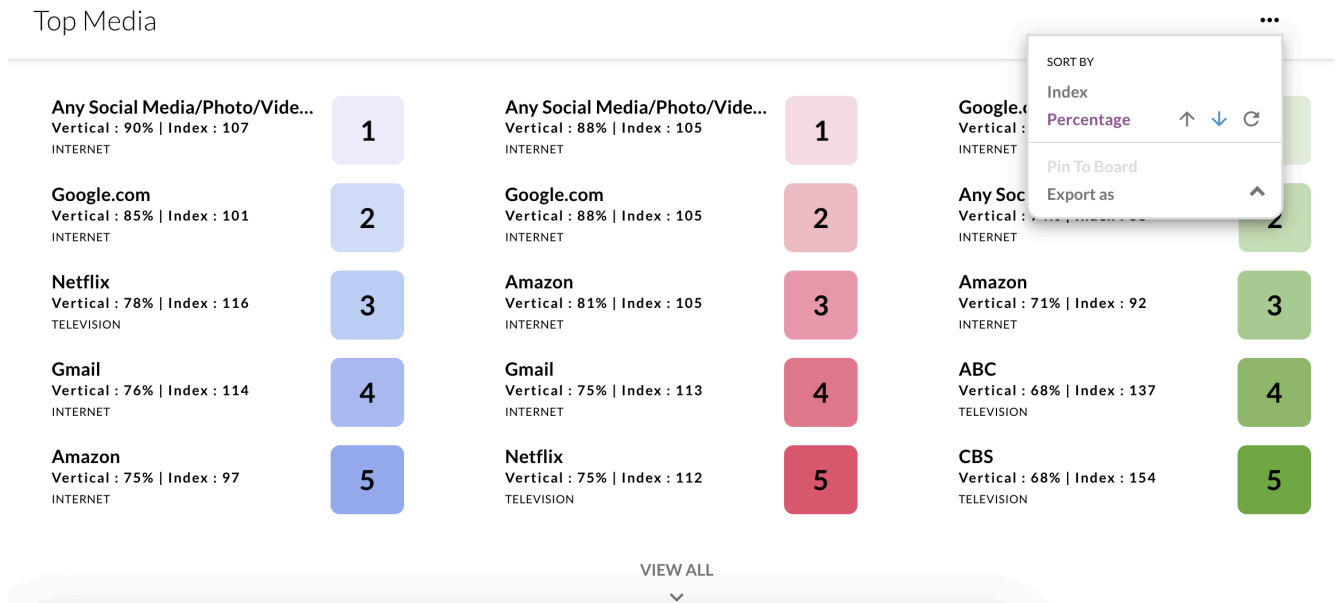 Top Media
SORT BY
Index
Percentage
Pin To Board
Export as
Any Social Media/Photo/Vide...
Vertical : 90% | Index : 107
INTERNET
1
Google.com
Vertical : 85% | Index : 101
INTERNET
2
Netflix
Vertical : 78% | Index : 116
TELEVISION
3
Gmail
Vertical : 76% | Index : 114
INTERNET
4
Amazon
Vertical : 75% | Index : 97
INTERNET
5
Any Social Media/Photo/Vide...
Vertical : 88% | Index : 105
INTERNET
1
Google.com
Vertical : 88% | Index : 105
INTERNET
2
Amazon
Vertical : 81% | Index : 105
INTERNET
3
Gmail
Vertical : 75% | Index : 113
INTERNET
4
Netflix
Vertical : 75% | Index : 112
TELEVISION
5
Google.
Vertical :
INTERNET
Any Soc
Vertical :
INTERNET
2
Amazon
Vertical : 71% | Index : 92
INTERNET
3
ABC
Vertical : 68% | Index : 137
TELEVISION
4
CBS
Vertical : 68% | Index : 154
TELEVISION
5
VIEW ALL